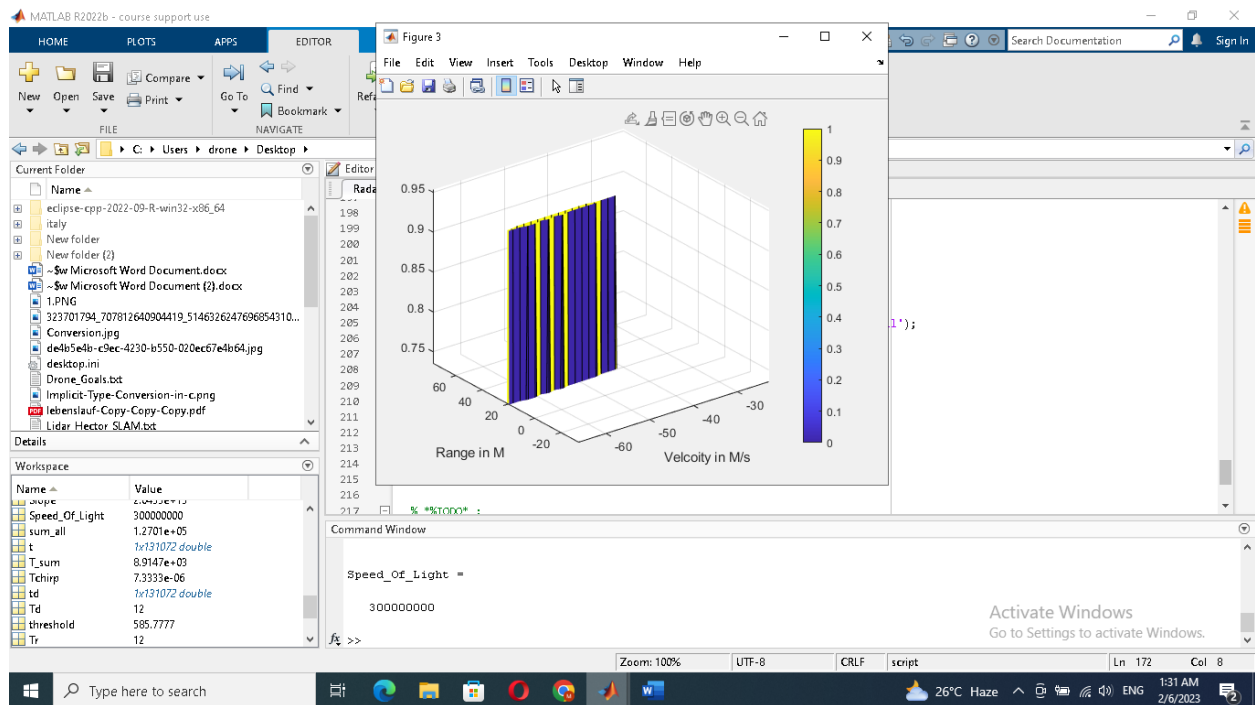 MATLAB R2022b - course support use
HOME PLOTS APPS EDITOR
Search Documentation
Sign In
New Open Save Compare Print Go To Find Bookmark
FILE NAVIGATE
C: Users drone Desktop
Current Folder
Name
eclipse-cpp-2022-09-R-win32-x86_64
italy
New folder
New folder (2)
~$w Microsoft Word Document.docx
~$w Microsoft Word Document (2).docx
1.PNG
323701794_707812640904419_5146326247696854310...
Conversion.jpg
de4b5e4b-c9ec-4230-b550-020ec67e4b64.jpg
desktop.ini
Drone_Goals.txt
Implicit-Type-Conversion-in-c.png
PDF lebenslauf-Copy-Copy-Copy.pdf
Lidar Hector SLAM.txt
Details
Workspace
Name Value
Speed_Of_Light 300000000
sum_all 1.2701e+05
t 1x131072 double
T_sum 8.9147e+03
Tchirp 7.3333e-06
td 1x131072 double
Td 12
threshold 585.7777
Tr 12
Editor
Rada
198
199
200
201
202
203
204
205
l');
206
207
208
209
210
211
212
213
214
215
216
217 % *%TODO* :
Figure 3
File Edit View Insert Tools Desktop Window Help
0.95
0.9
0.85
0.8
0.75
60
40
20
0
-20
Range in M
-60
-50
-40
-30
Velcoity in M/s
1
0.9
0.8
0.7
0.6
0.5
0.4
0.3
0.2
0.1
0
Command Window
Speed_Of_Light =
300000000
fx >>
Activate Windows
Go to Settings to activate Windows.
Zoom: 100% UTF-8 CRLF script Ln 172 Col 8
Type here to search
26°C Haze
ENG
1:31 AM
2/6/2023
2